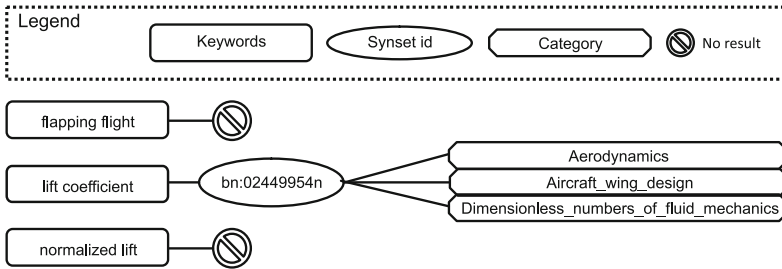 Legend
Keywords
Synset id
Category
No result
flapping flight
lift coefficient
bn:02449954n
Aerodynamics
Aircraft_wing_design
Dimensionless_numbers_of_fluid_mechanics
normalized lift